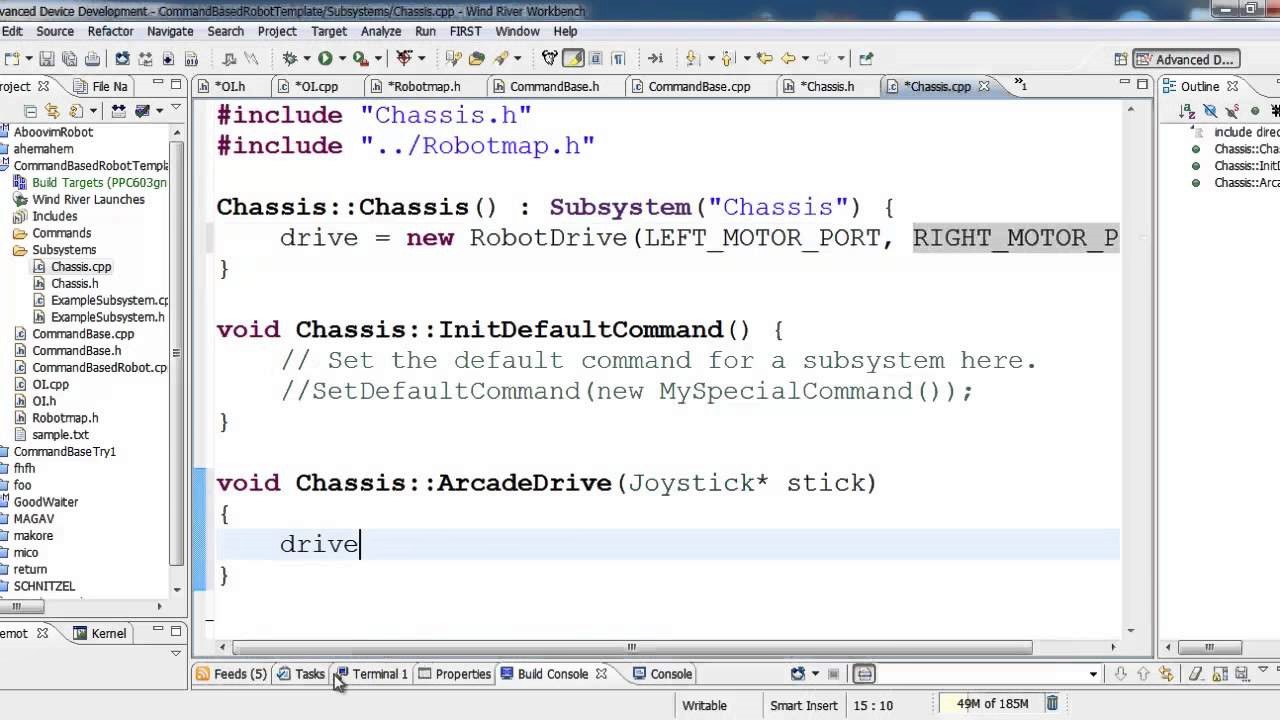 dvanced Device Development - CommandBasedRobotTemplate/Subsystems/Chassis.cpp - Wind River Workbench
Edit Source Refactor Navigate Search Project Target Analyze Run FIRST Window Help
Advanced D...
roject File Na
*OI.h *OI.cpp *Robotmap.h CommandBase.h CommandBase.cpp *Chassis.h *Chassis.cpp »1
Outline
AboovimRobot
ahemahem
CommandBasedRobotTempla
Build Targets (PPC603gn
Wind River Launches
Includes
Commands
Subsystems
Chassis.cpp
Chassis.h
ExampleSubsystem.cp
ExampleSubsystem.h
CommandBase.cpp
CommandBase.h
CommandBasedRobot.cp
OI.cpp
OI.h
Robotmap.h
sample.txt
CommandBaseTry1
fhfh
foo
GoodWaiter
MAGAV
makore
mico
return
SCHNITZEL
emot Kernel
#include "Chassis.h"
#include "../Robotmap.h"
Chassis::Chassis() : Subsystem("Chassis") {
drive = new RobotDrive(LEFT_MOTOR_PORT, RIGHT_MOTOR_P
}
void Chassis::InitDefaultCommand() {
// Set the default command for a subsystem here.
//SetDefaultCommand(new MySpecialCommand());
}
void Chassis::ArcadeDrive(Joystick* stick)
{
drive
}
include direc
Chassis::Cha
Chassis::InitD
Chassis::Arca
Feeds (5) Tasks Terminal 1 Properties Build Console Console
Writable Smart Insert 15 : 10 49M of 185M